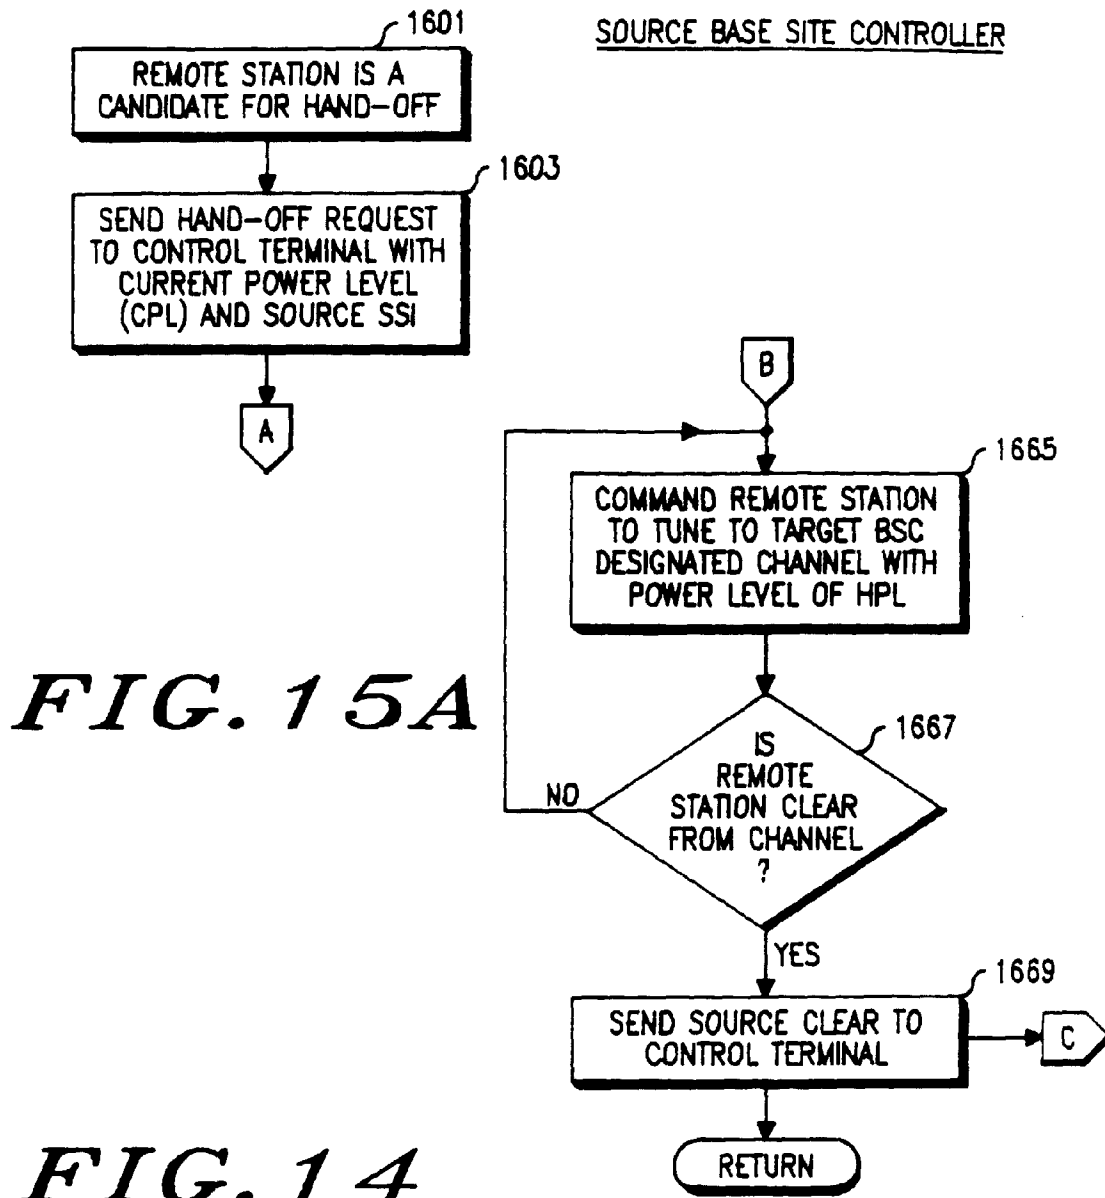 1601
SOURCE BASE SITE CONTROLLER
REMOTE STATION IS A
CANDIDATE FOR HAND-OFF
1603
SEND HAND-OFF REQUEST
TO CONTROL TERMINAL WITH
CURRENT POWER LEVEL
(CPL) AND SOURCE SSI
A
B
1665
COMMAND REMOTE STATION
TO TUNE TO TARGET BSC
DESIGNATED CHANNEL WITH
POWER LEVEL OF HPL
FIG. 15A
1667
IS
REMOTE
STATION CLEAR
FROM CHANNEL
?
NO
YES
1669
SEND SOURCE CLEAR TO
CONTROL TERMINAL
C
RETURN
FIG. 14